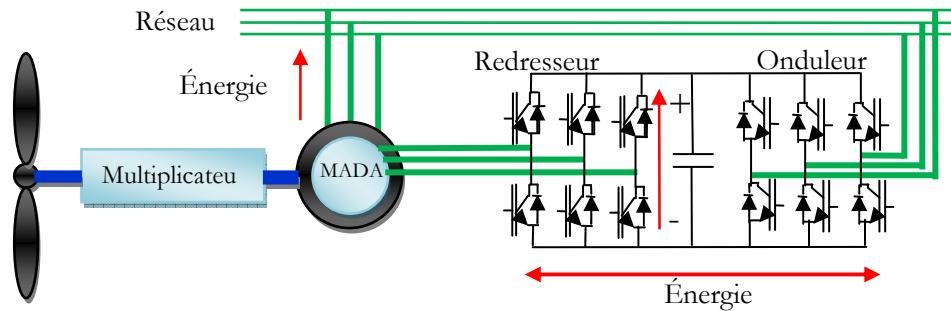 Réseau
Énergie
Redresseur
Onduleur
+
Multiplicateu
MADA
-
Énergie